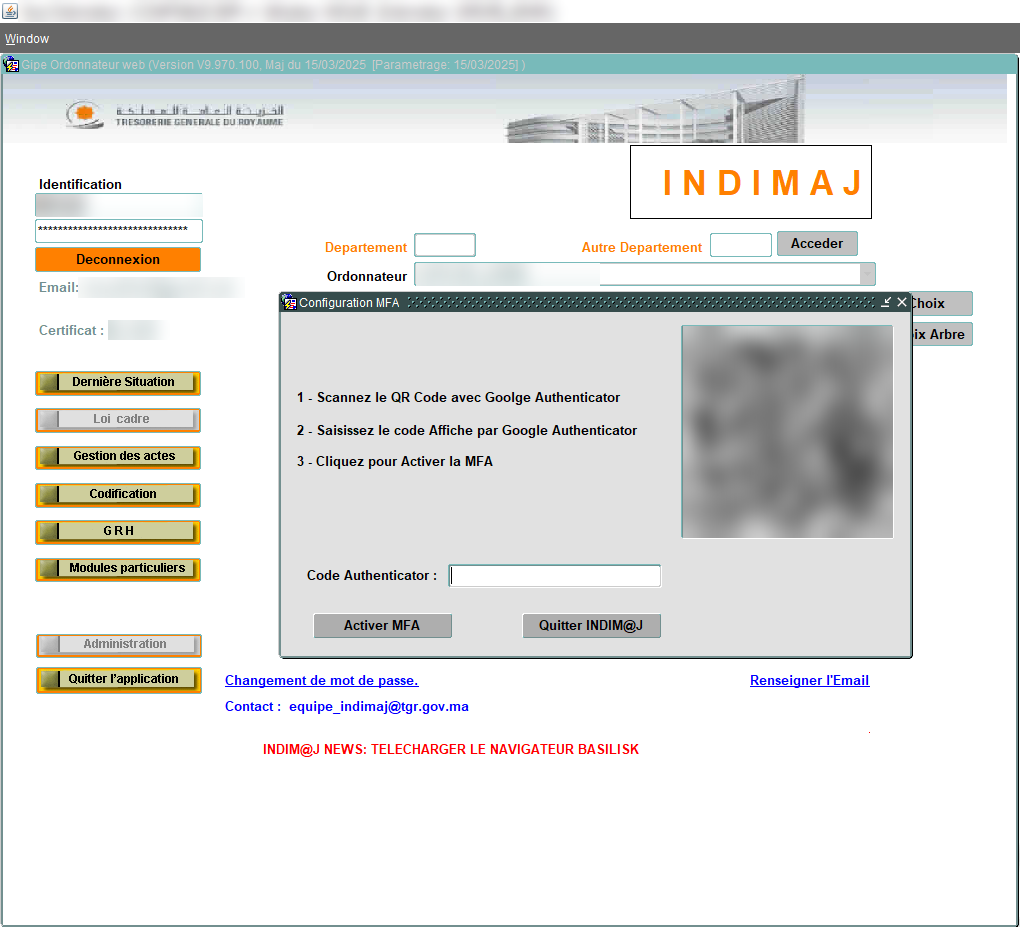 Window
Gipe Ordonnateur web (Version V9.970.100, Maj du 15/03/2025 [Parametrage: 15/03/2025] )
الخزينة العامة للمملكة
TRESORERIE GENERALE DU ROYAUME
I N D I M A J
Identification
******************************
Deconnexion
Email:
Certificat :
Departement
Autre Departement
Acceder
Ordonnateur
Choix
ix Arbre
Configuration MFA
1 - Scannez le QR Code avec Goolge Authenticator
2 - Saisissez le code Affiche par Google Authenticator
3 - Cliquez pour Activer la MFA
Code Authenticator :
Activer MFA
Quitter INDIM@J
Dernière Situation
Loi cadre
Gestion des actes
Codification
G R H
Modules particuliers
Administration
Quitter l'application
Changement de mot de passe.
Renseigner l'Email
Contact : equipe_indimaj@tgr.gov.ma
INDIM@J NEWS: TELECHARGER LE NAVIGATEUR BASILISK